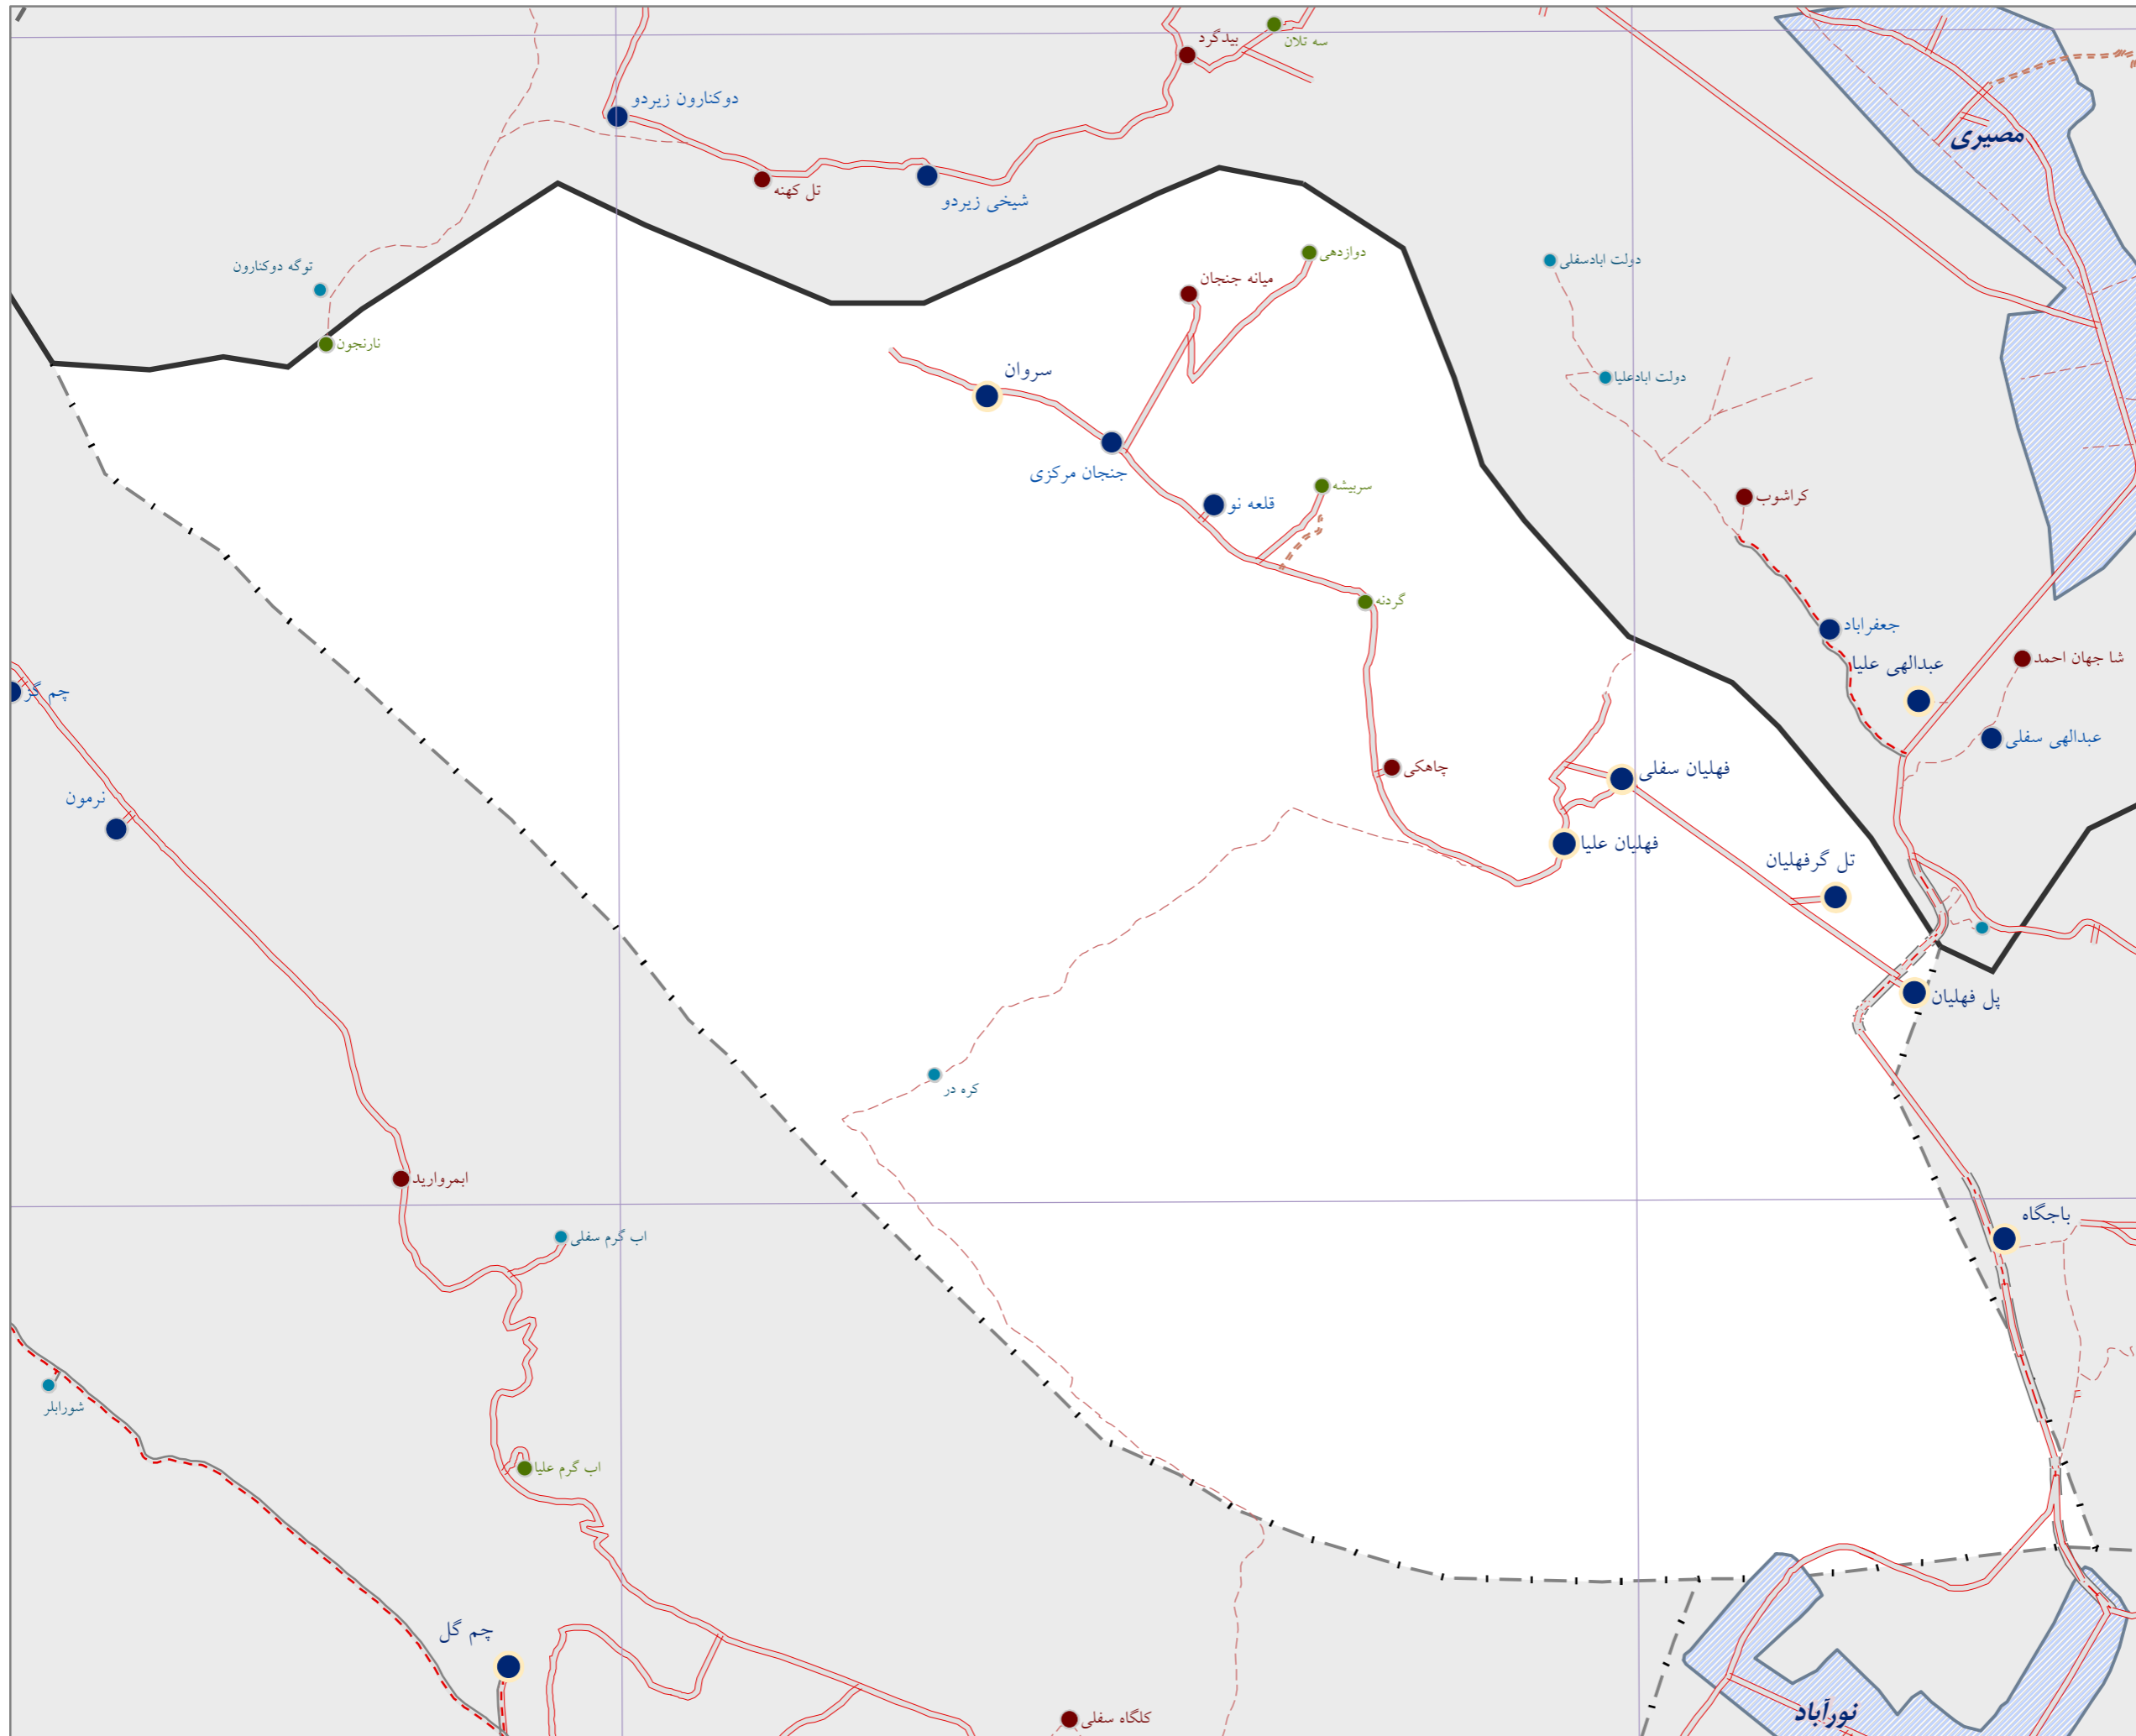 بیدگرد
سه تلان
دوکنارون زیردو
مصیری
تل کهنه
شیخی زیردو
توگه دوکنارون
دوازدهی
دولت ابادسفلی
میانه جنجان
نارنجون
سروان
دولت ابادعلیا
جنجان مرکزی
سربیشه
کراشوب
قلعه نو
گردنه
جعفراباد
شا جهان احمد
عبدالهی علیا
چم گز
عبدالهی سفلی
چاهکی
فهلیان سفلی
نرمون
فهلیان علیا
تل گرفهلیان
پل فهلیان
کره در
ابمروارید
باجگاه
اب گرم سفلی
شورابلر
اب گرم علیا
چم گل
نورآباد
کلگاه سفلی